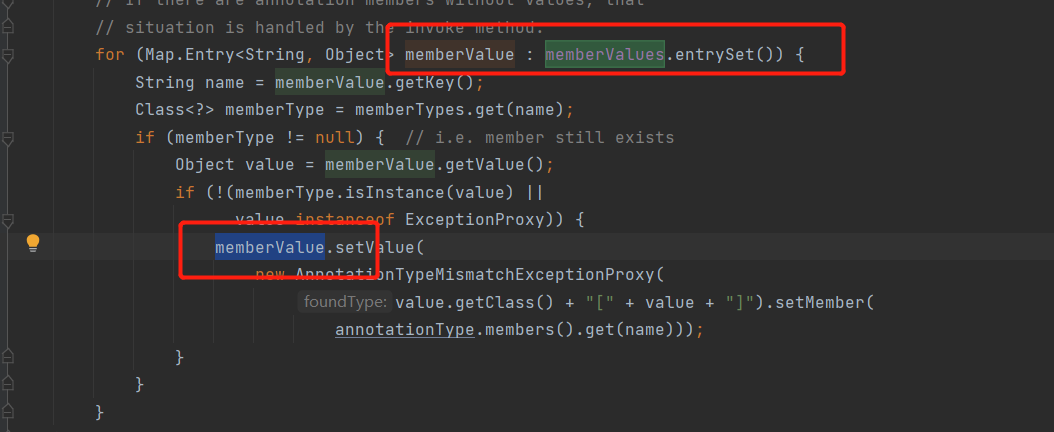 // If there are annotation members without values, that
// situation is handled by the invoke method.
for (Map.Entry<String, Object> memberValue : memberValues.entrySet()) {
String name = memberValue.getKey();
Class<?> memberType = memberTypes.get(name);
if (memberType != null) {  // i.e. member still exists
Object value = memberValue.getValue();
if (!(memberType.isInstance(value) ||
value instanceof ExceptionProxy)) {
memberValue.setValue(
new AnnotationTypeMismatchExceptionProxy(
foundType: value.getClass() + "[" + value + "]").setMember(
annotationType.members().get(name)));
}
}
}